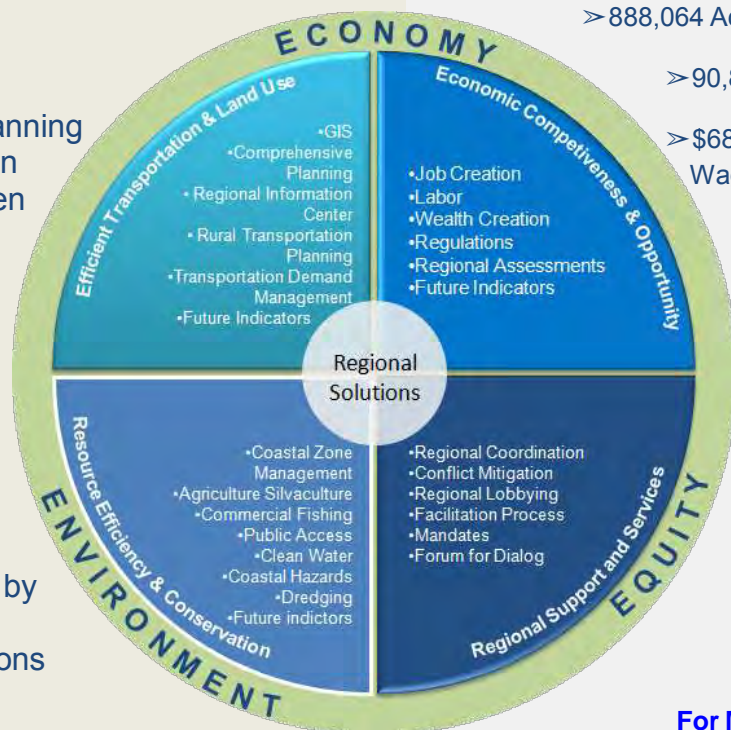 ECONOMY
➢888,064
➢90,8
➢$68
anning
n
en
Efficient Transportation & Land Use
•GIS
•Comprehensive
Planning
• Regional Information
Center
• Rural Transportation
Planning
•Transportation Demand
Management
•Future Indicators
Economic Competiveness & Opportunity
•Job Creation
•Labor
•Wealth Creation
•Regulations
•Regional Assessments
•Future Indicators
Regional
Solutions
Resource Efficiency & Conservation
•Coastal Zone
Management
•Agriculture Silvaculture
•Commercial Fishing
•Public Access
•Clean Water
•Coastal Hazards
•Dredging
•Future indictors
•Regional Coordination
•Conflict Mitigation
•Regional Lobbying
•Facilitation Process
•Mandates
•Forum for Dialog
Regional Support and Services
ENVIRONMENT
EQUITY
by
ons
For